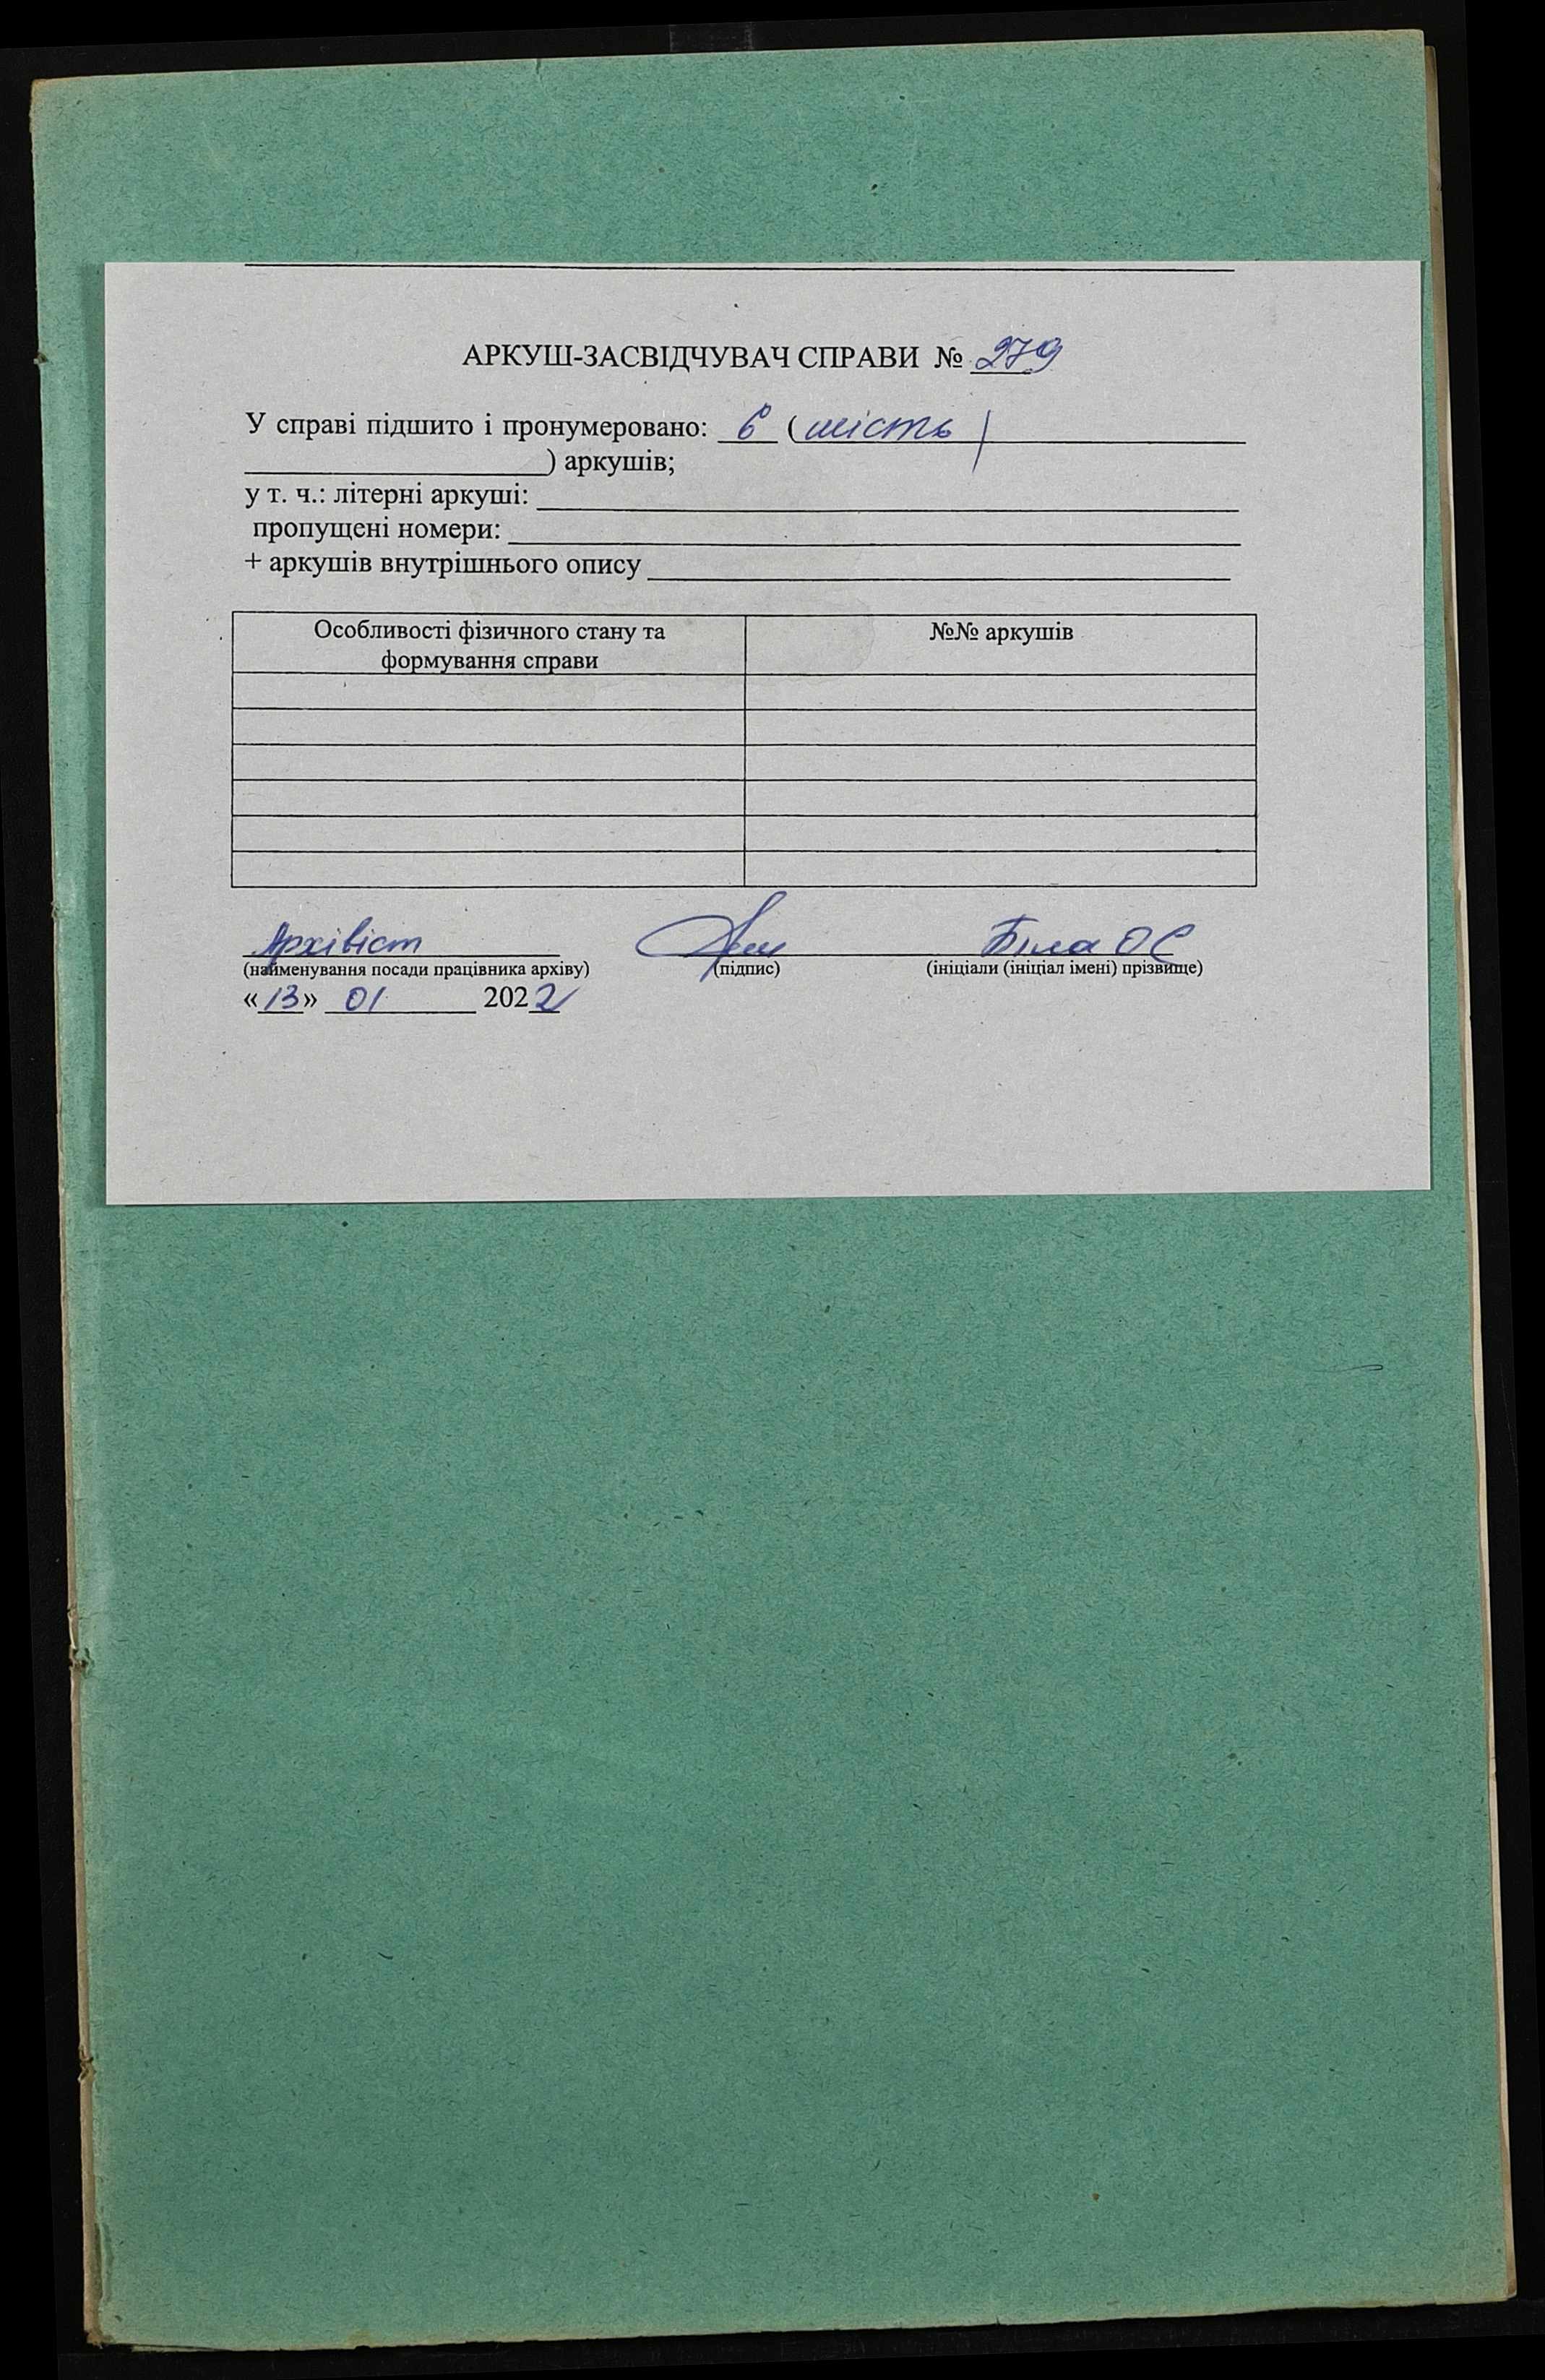 АРКУШ-ЗАСВІДЧУВАЧ СПРАВИ № 279
У справі підшито і пронумеровано: 6 (шість)
) аркушів;
у т. ч.: літерні аркуші:
пропущені номери:
+ аркушів внутрішнього опису
Особливості фізичного стану та №№ аркушів
формування справи
Архівіст Біла О С
(найменування посади працівника архіву) (підпис) (ініціали (ініціал імені) прізвище)
«13» 01 2022